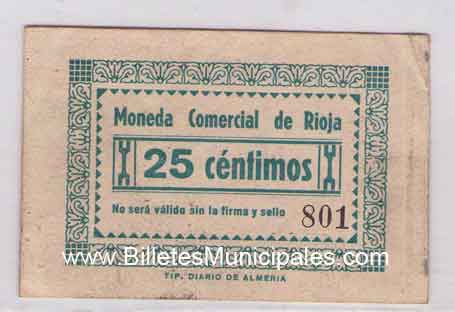 Moneda Comercial de Rioja
25 céntimos
No será válido sin la firma y sello 801
www.BilletesMunicipales.com
TIP. DIARIO DE ALMERIA